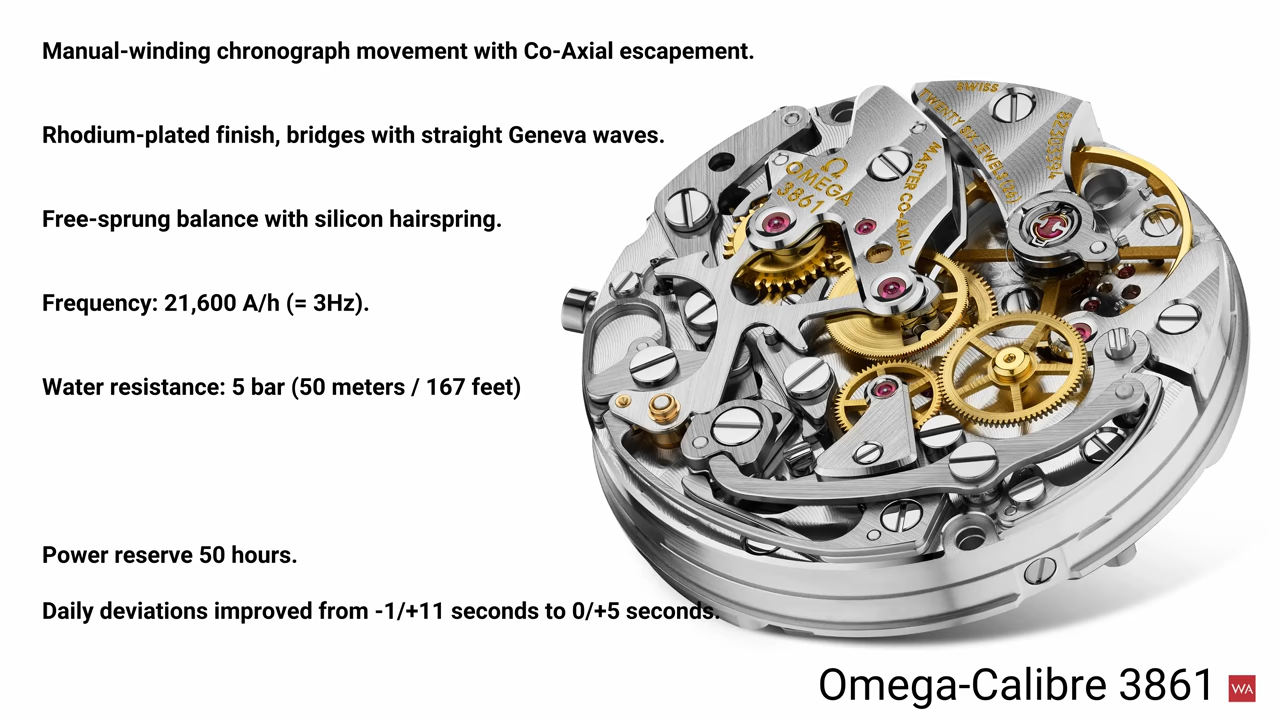 Manual-winding chronograph movement with Co-Axial escapement.
Rhodium-plated finish, bridges with straight Geneva waves.
Free-sprung balance with silicon hairspring.
Frequency: 21,600 A/h (= 3Hz).
Water resistance: 5 bar (50 meters / 167 feet)
Power reserve 50 hours.
Daily deviations improved from -1/+11 seconds to 0/+5 seconds.
SWISS
TWENTY SIX JEWELS
Ω
OMEGA
3861
MASTER CO-AXIAL
Omega-Calibre 3861
WA